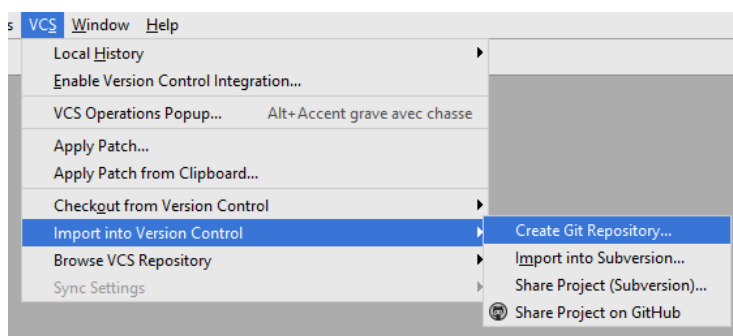 s VCS Window Help
Local History
Enable Version Control Integration...
VCS Operations Popup... Alt+Accent grave avec chasse
Apply Patch...
Apply Patch from Clipboard...
Checkout from Version Control
Import into Version Control
Browse VCS Repository
Sync Settings
Create Git Repository...
Import into Subversion...
Share Project (Subversion)...
Share Project on GitHub